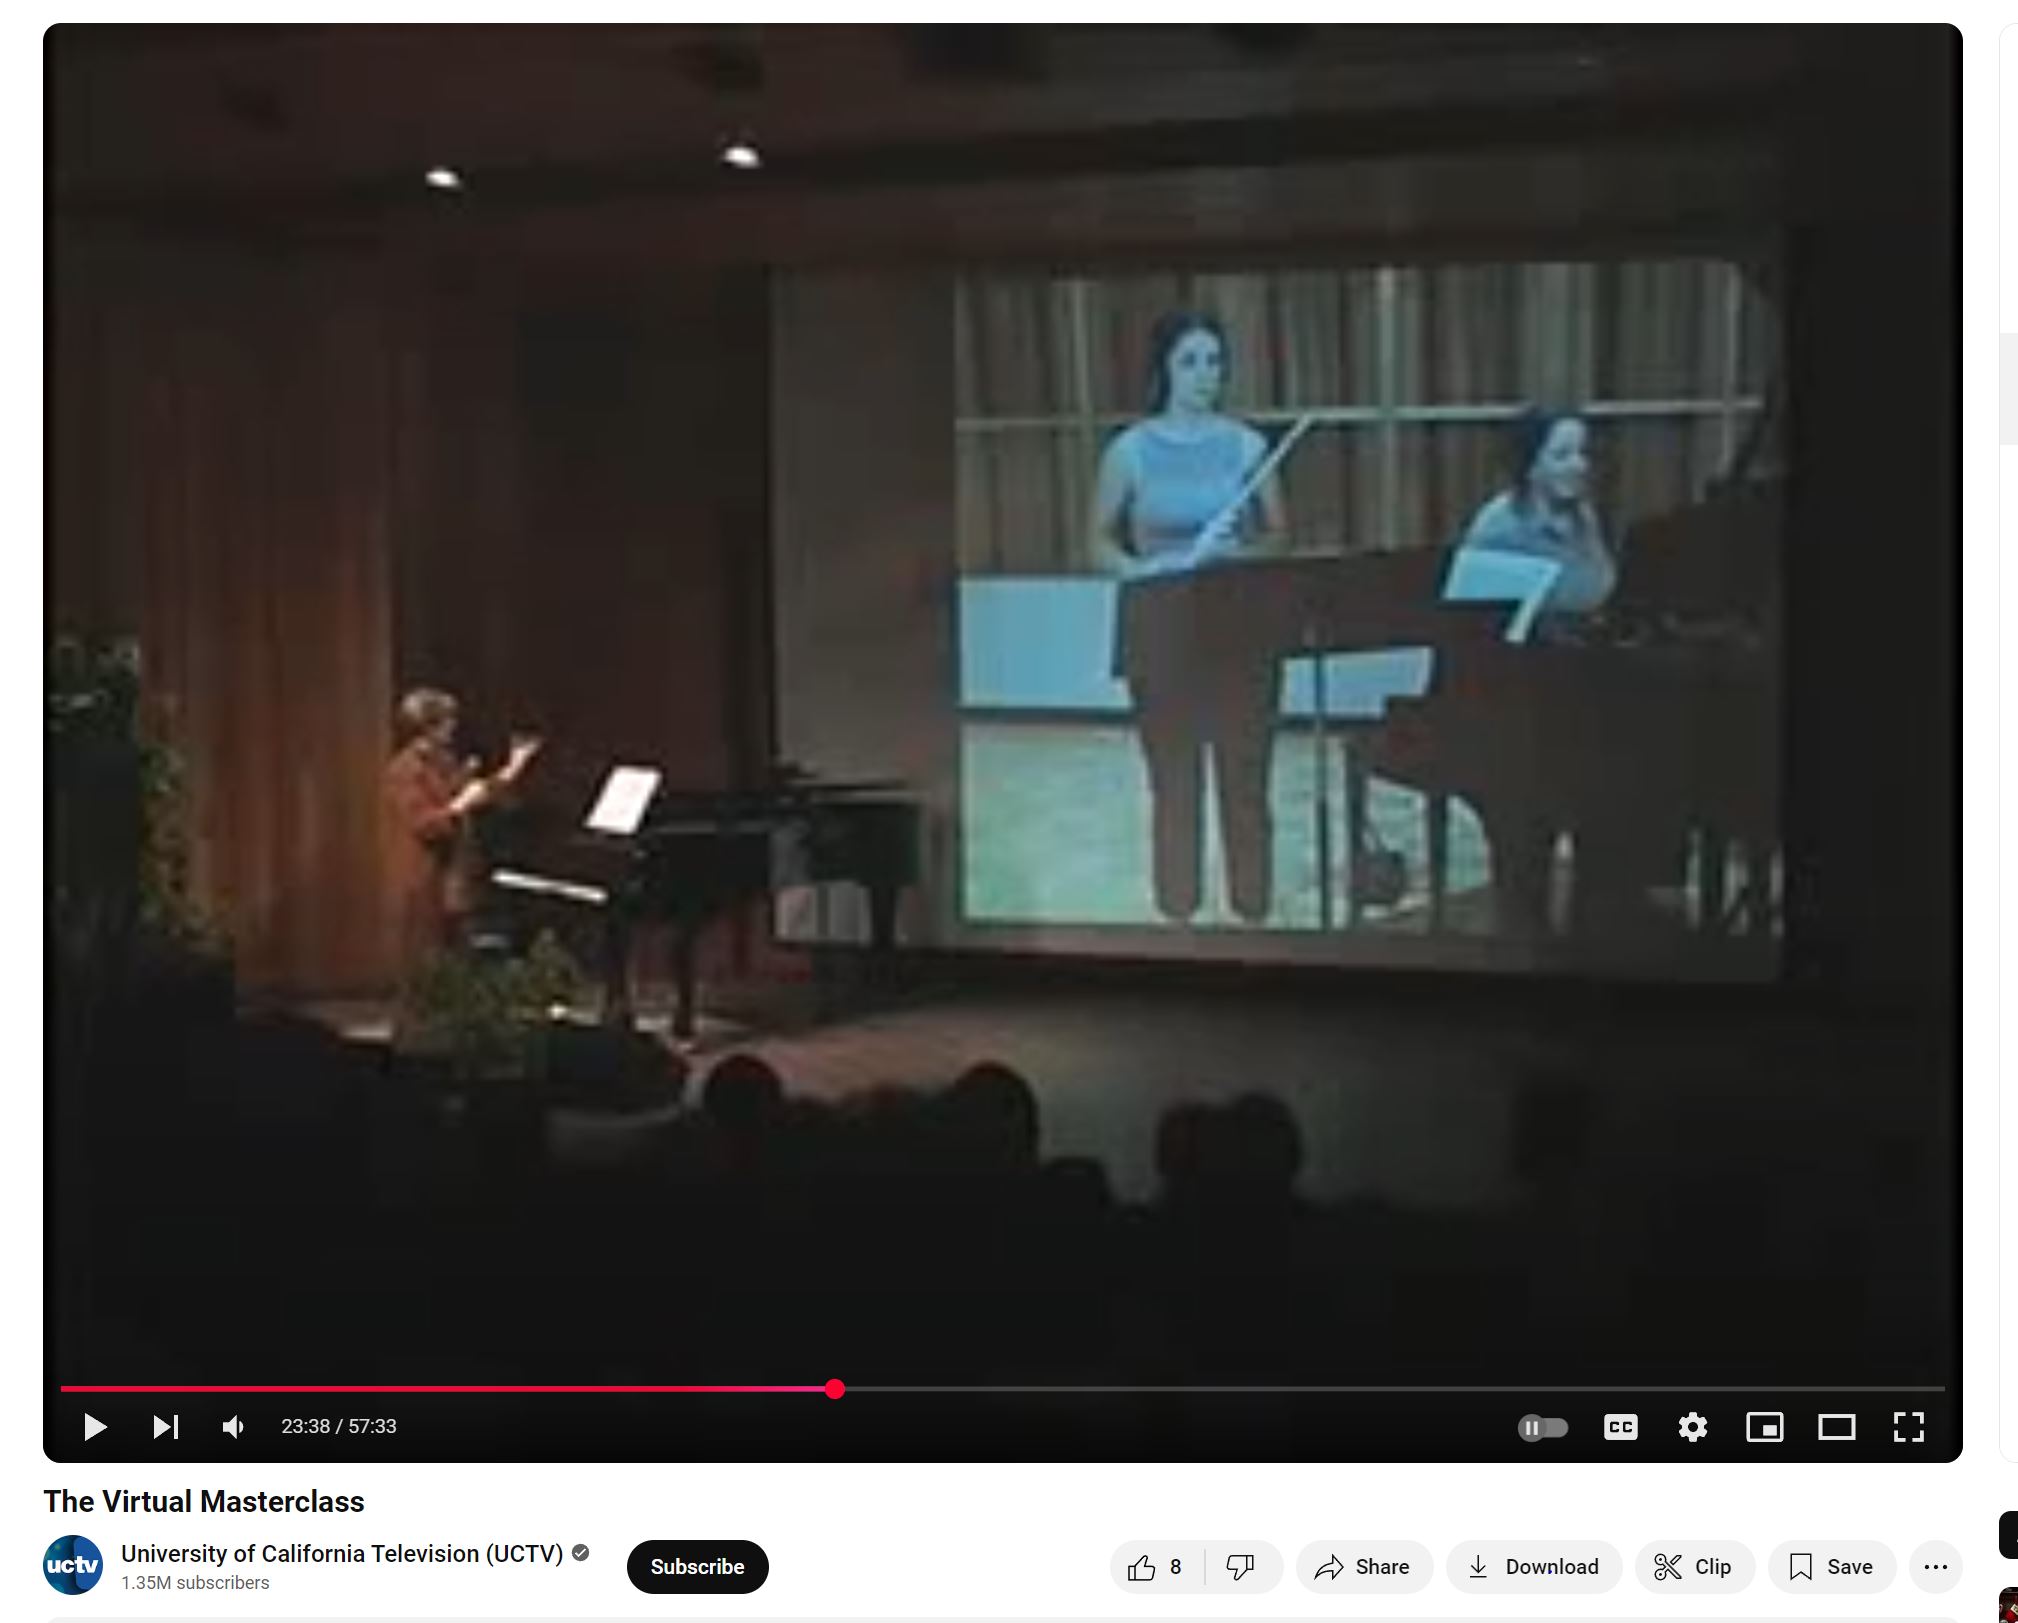 23:38 / 57:33
CC
The Virtual Masterclass
uctv
University of California Television (UCTV)
1.35M subscribers
Subscribe
8
Share
Download
Clip
Save